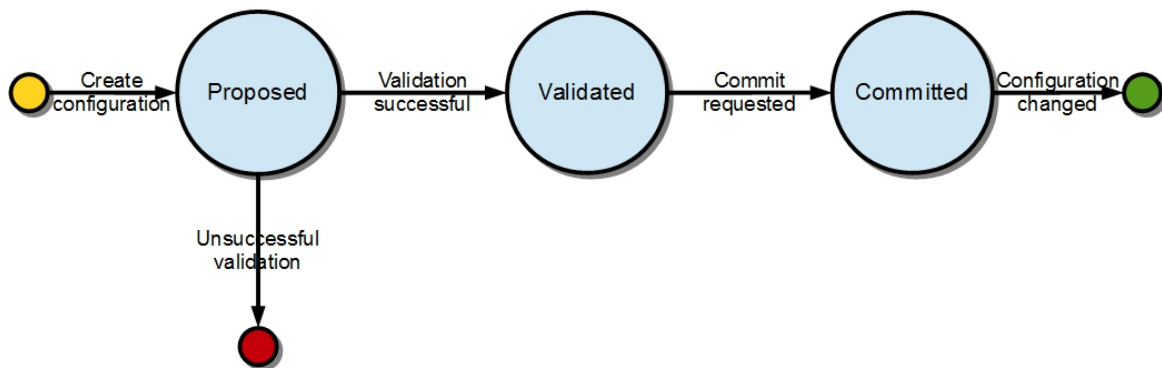 Create
configuration
Proposed
Validation
successful
Validated
Commit
requested
Committed
Configuration
changed
Unsuccessful
validation